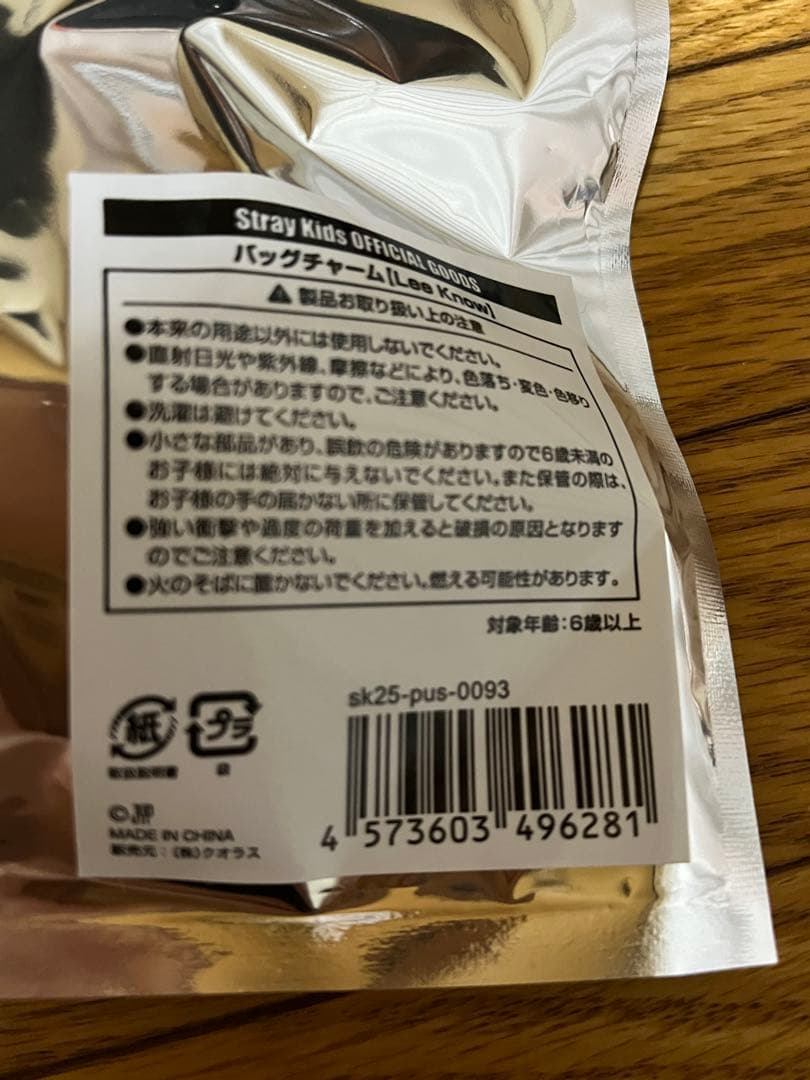 Stray Kids OFFICIAL GOODS
バッグチャーム[Lee Know]
⚠ 製品お取り扱い上の注意
●本来の用途以外には使用しないでください。
●直射日光や紫外線、摩擦などにより、色落ち・変色・色移り
する場合がありますので、ご注意ください。
●洗濯は避けてください。
●小さな部品があり、誤飲の危険がありますので6歳未満の
お子様には絶対に与えないでください。また保管の際は、
お子様の手の届かない所に保管してください。
●強い衝撃や過度の荷重を加えると破損の原因となります
のでご注意ください。
●火のそばに置かないでください。燃える可能性があります。
対象年齢:6歳以上
sk25-pus-0093
紙 プラ
取扱説明書 袋
4 573603 496281
©JYP
MADE IN CHINA
販売元:(株)クオラス